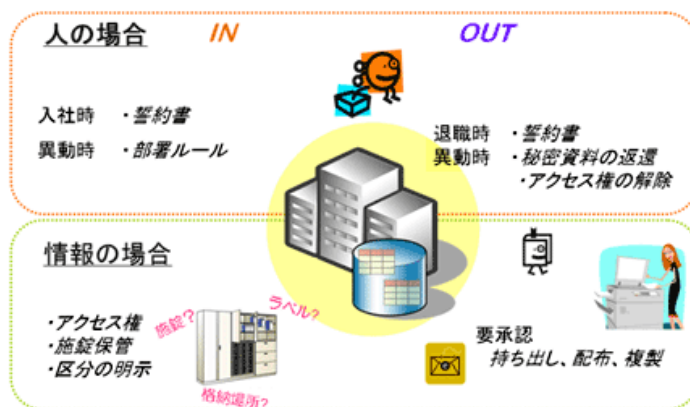 人の場合 IN OUT
入社時 ・誓約書
異動時 ・部署ルール
退職時 ・誓約書
異動時 ・秘密資料の返還
・アクセス権の解除
情報の場合
・アクセス権
・施錠保管
・区分の明示
施錠?
ラベル?
格納場所?
要承認
持ち出し、配布、複製